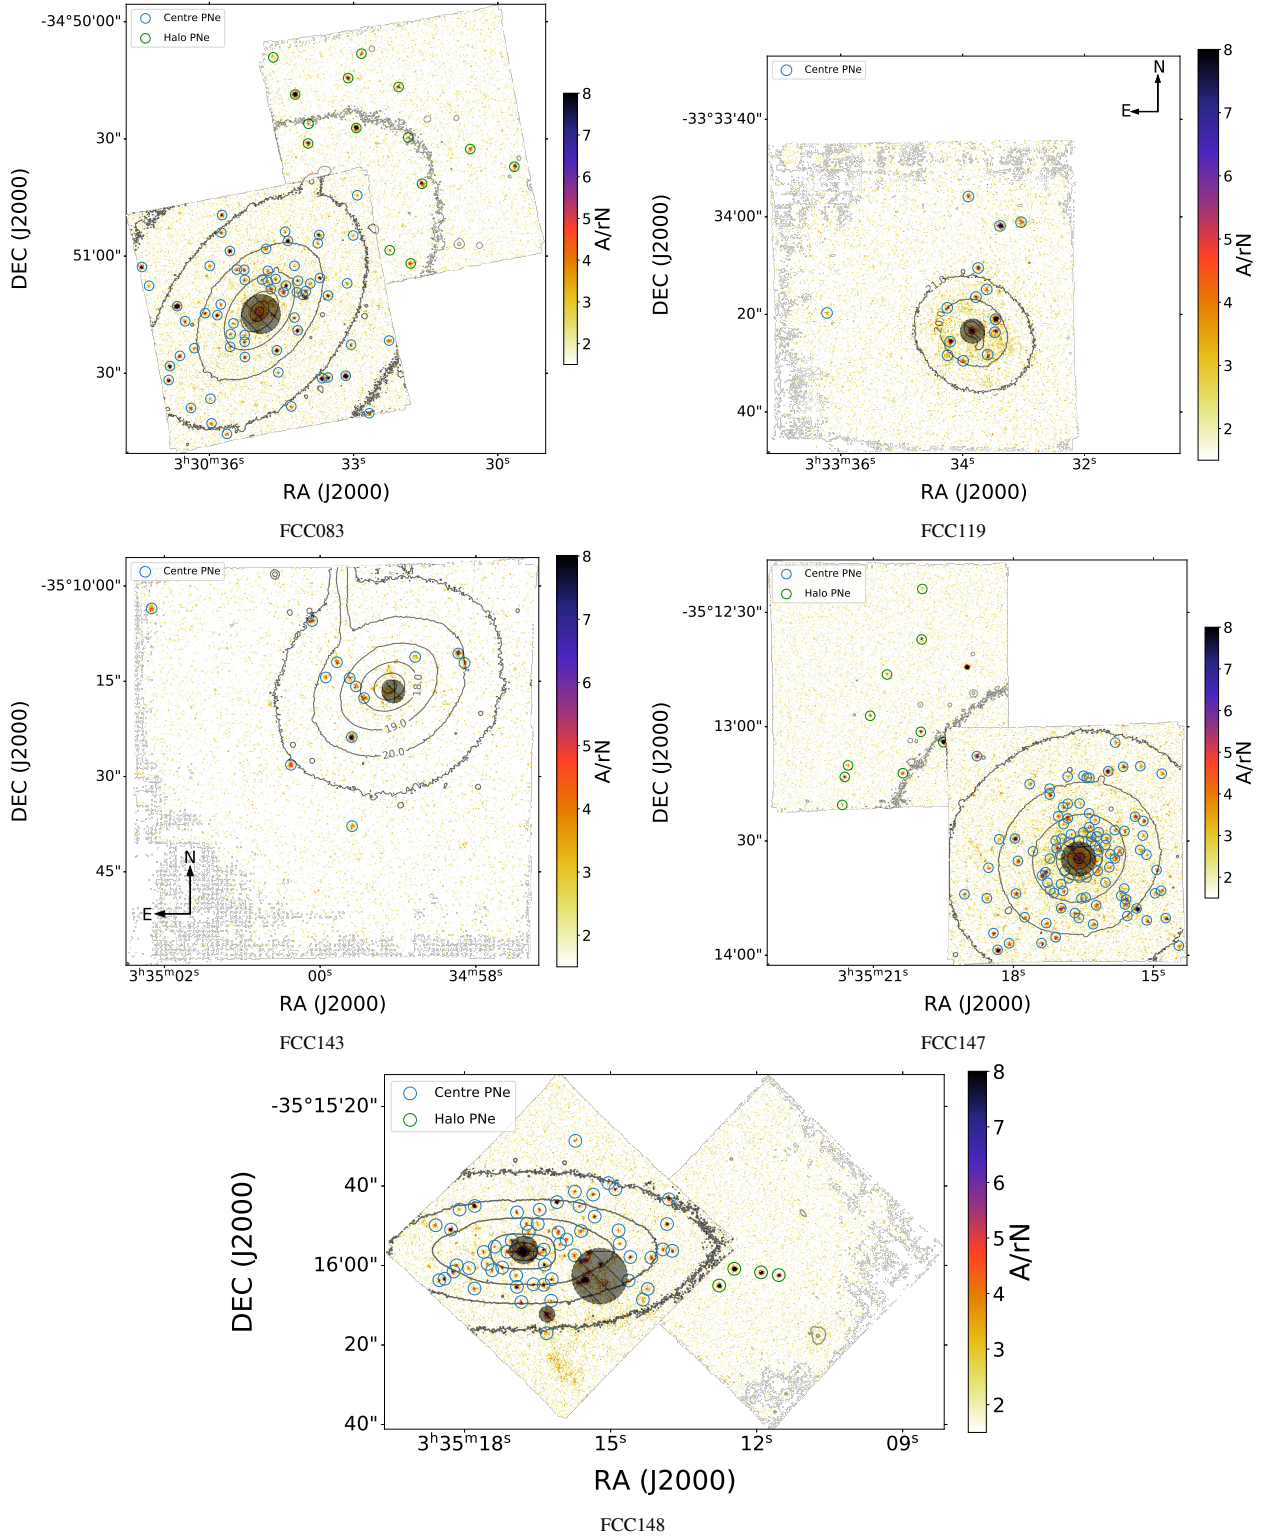 Centre PNe
Halo PNe
-34°50'00"
30"
51°00"
30"
DEC (J2000)
3ʰ30ᵐ36ˢ
33ˢ
30ˢ
RA (J2000)
8
7
6
5
4
3
2
A/rN
FCC083
Centre PNe
N
E
-33°33'40"
34'00"
20"
40"
DEC (J2000)
20.0
3ʰ33ᵐ36ˢ
34ˢ
32ˢ
RA (J2000)
8
7
6
5
4
3
2
A/rN
FCC119
Centre PNe
-35°10'00"
15"
30"
45"
DEC (J2000)
18.0
19.0
20.0
N
E
3ʰ35ᵐ02ˢ
00ˢ
34ᵐ58ˢ
RA (J2000)
8
7
6
5
4
3
2
A/rN
FCC143
Centre PNe
Halo PNe
-35°12'30"
13'00"
30"
14'00"
DEC (J2000)
3ʰ35ᵐ21ˢ
18ˢ
15ˢ
RA (J2000)
8
7
6
5
4
3
2
A/rN
FCC147
Centre PNe
Halo PNe
-35°15'20"
40"
16'00"
20"
40"
DEC (J2000)
3ʰ35ᵐ18ˢ
15ˢ
12ˢ
09ˢ
RA (J2000)
8
7
6
5
4
3
2
A/rN
FCC148